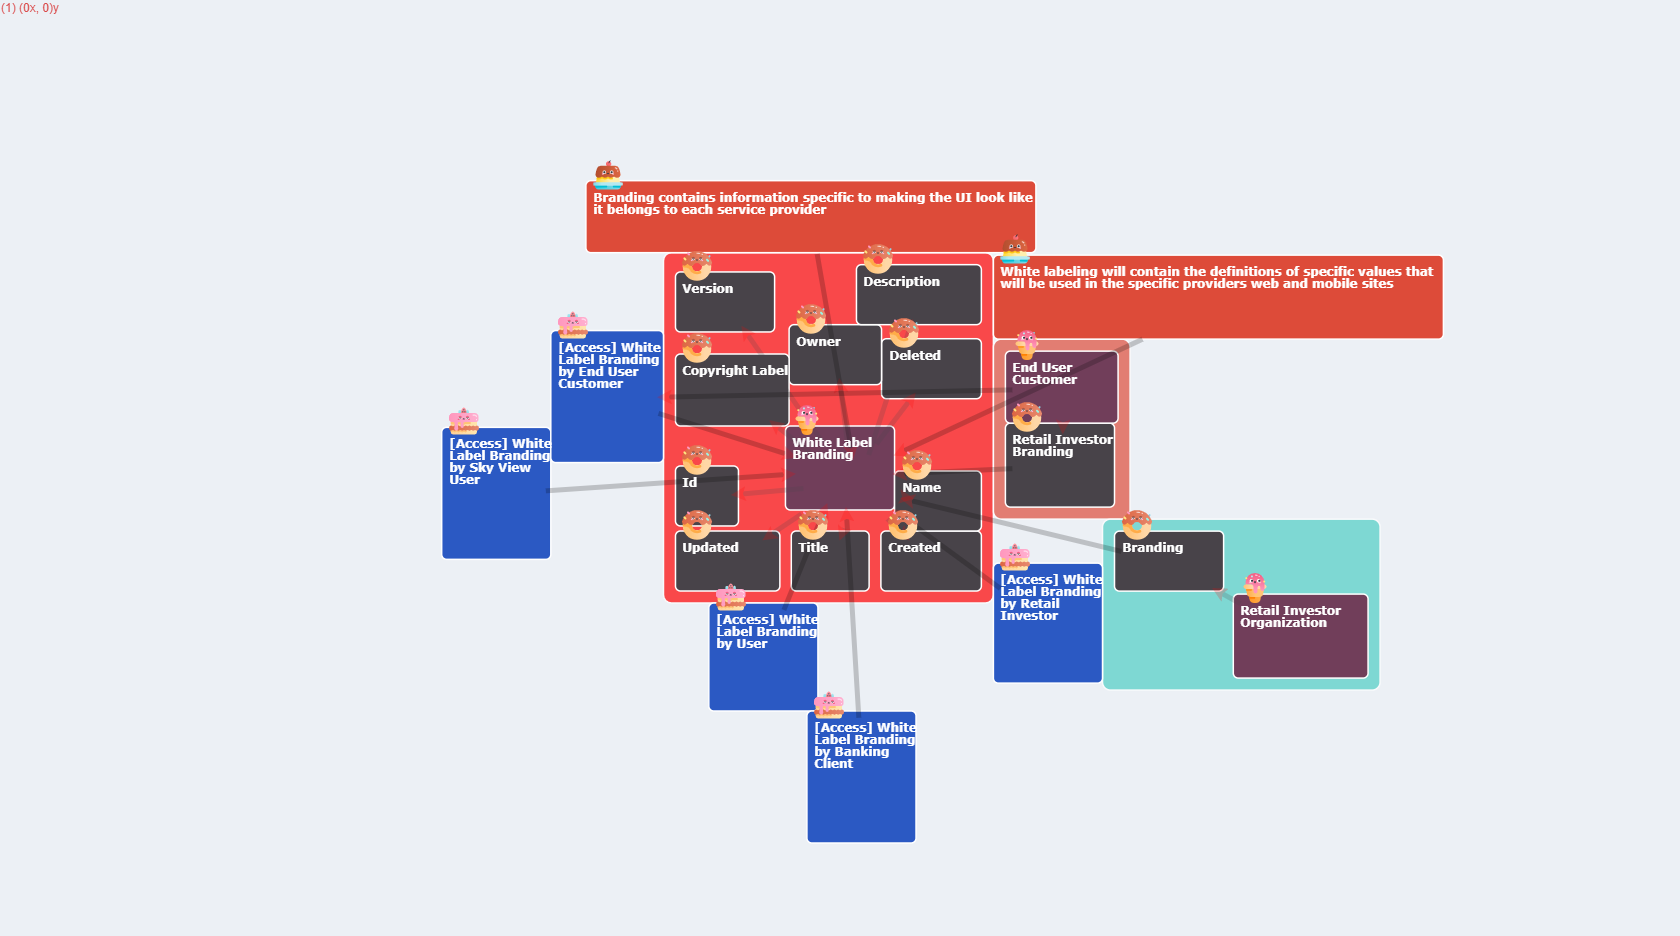 (1) (0x, 0)y
Branding contains information specific to making the UI look like
it belongs to each service provider
White labeling will contain the definitions of specific values that
will be used in the specific providers web and mobile sites
Version
Description
Owner
Deleted
Copyright Label
[Access] White
Label Branding
by End User
Customer
End User
Customer
Retail Investor
Branding
White Label
Branding
[Access] White
Label Branding
by Sky View
User
Id
Name
Updated
Title
Created
Branding
[Access] White
Label Branding
by Retail
Investor
Retail Investor
Organization
[Access] White
Label Branding
by User
[Access] White
Label Branding
by Banking
Client